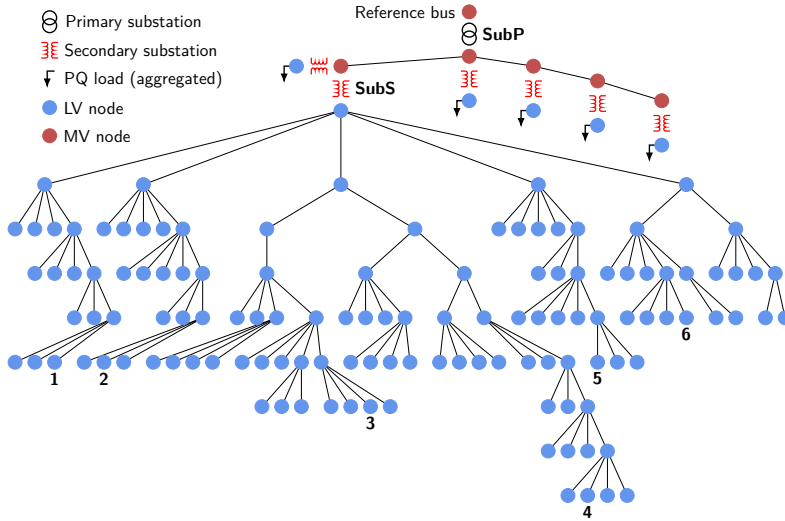 Reference bus
Primary substation
SubP
Secondary substation
PQ load (aggregated)
SubS
LV node
MV node
6
1
2
5
3
4